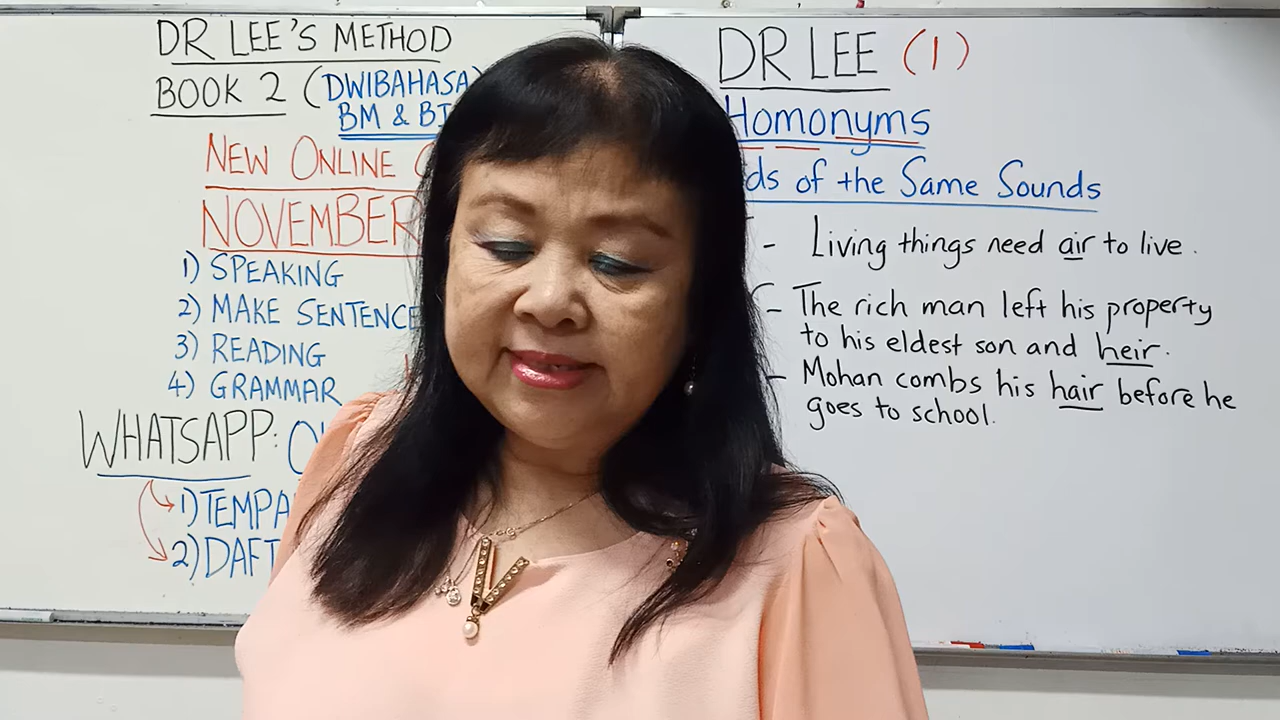 DR LEE'S METHOD
BOOK 2 (DWIBAHASA)
BM & BI
NEW ONLINE
NOVEMBER
1) SPEAKING
2) MAKE SENTENCE
3) READING
4) GRAMMAR
WHATSAPP:
1)
2)
DR LEE (1)
Homonyms
of the Same Sounds
- Living things need air to live.
- The rich man left his property
to his eldest son and heir.
- Mohan combs his hair before he
goes to school.